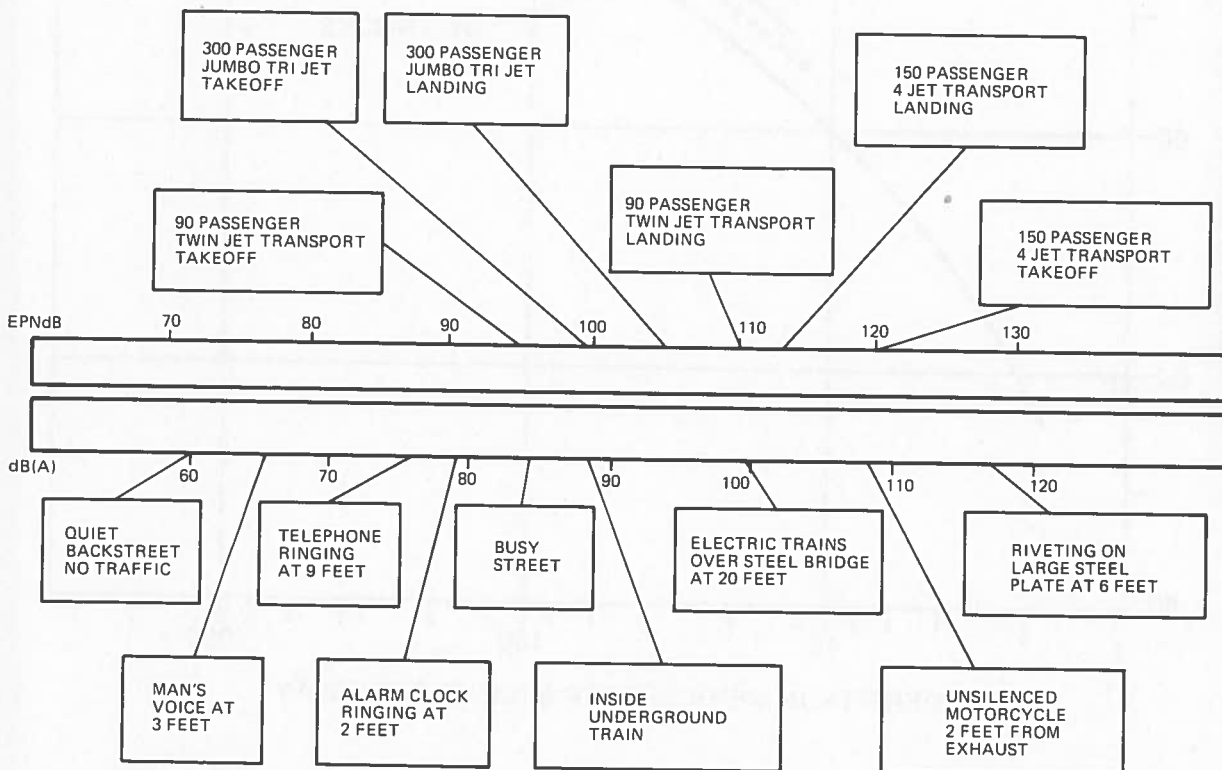 300 PASSENGER
JUMBO TRI JET
TAKEOFF
300 PASSENGER
JUMBO TRI JET
LANDING
150 PASSENGER
4 JET TRANSPORT
LANDING
90 PASSENGER
TWIN JET TRANSPORT
TAKEOFF
90 PASSENGER
TWIN JET TRANSPORT
LANDING
150 PASSENGER
4 JET TRANSPORT
TAKEOFF
EPNdB 70 80 90 100 110 120 130
dB(A) 60 70 80 90 100 110 120
QUIET
BACKSTREET
NO TRAFFIC
TELEPHONE
RINGING
AT 9 FEET
BUSY
STREET
ELECTRIC TRAINS
OVER STEEL BRIDGE
AT 20 FEET
RIVETING ON
LARGE STEEL
PLATE AT 6 FEET
MAN'S
VOICE AT
3 FEET
ALARM CLOCK
RINGING AT
2 FEET
INSIDE
UNDERGROUND
TRAIN
UNSILENCED
MOTORCYCLE
2 FEET FROM
EXHAUST